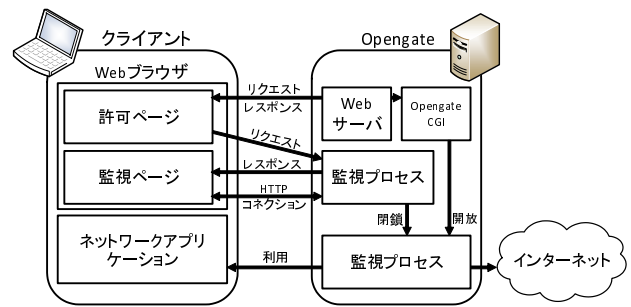 クライアント
Webブラウザ
許可ページ
監視ページ
ネットワークアプリ
ケーション
リクエスト
レスポンス
リクエスト
レスポンス
HTTP
コネクション
利用
Opengate
Web
サーバ
Opengate
CGI
監視プロセス
閉鎖
開放
監視プロセス
インターネット